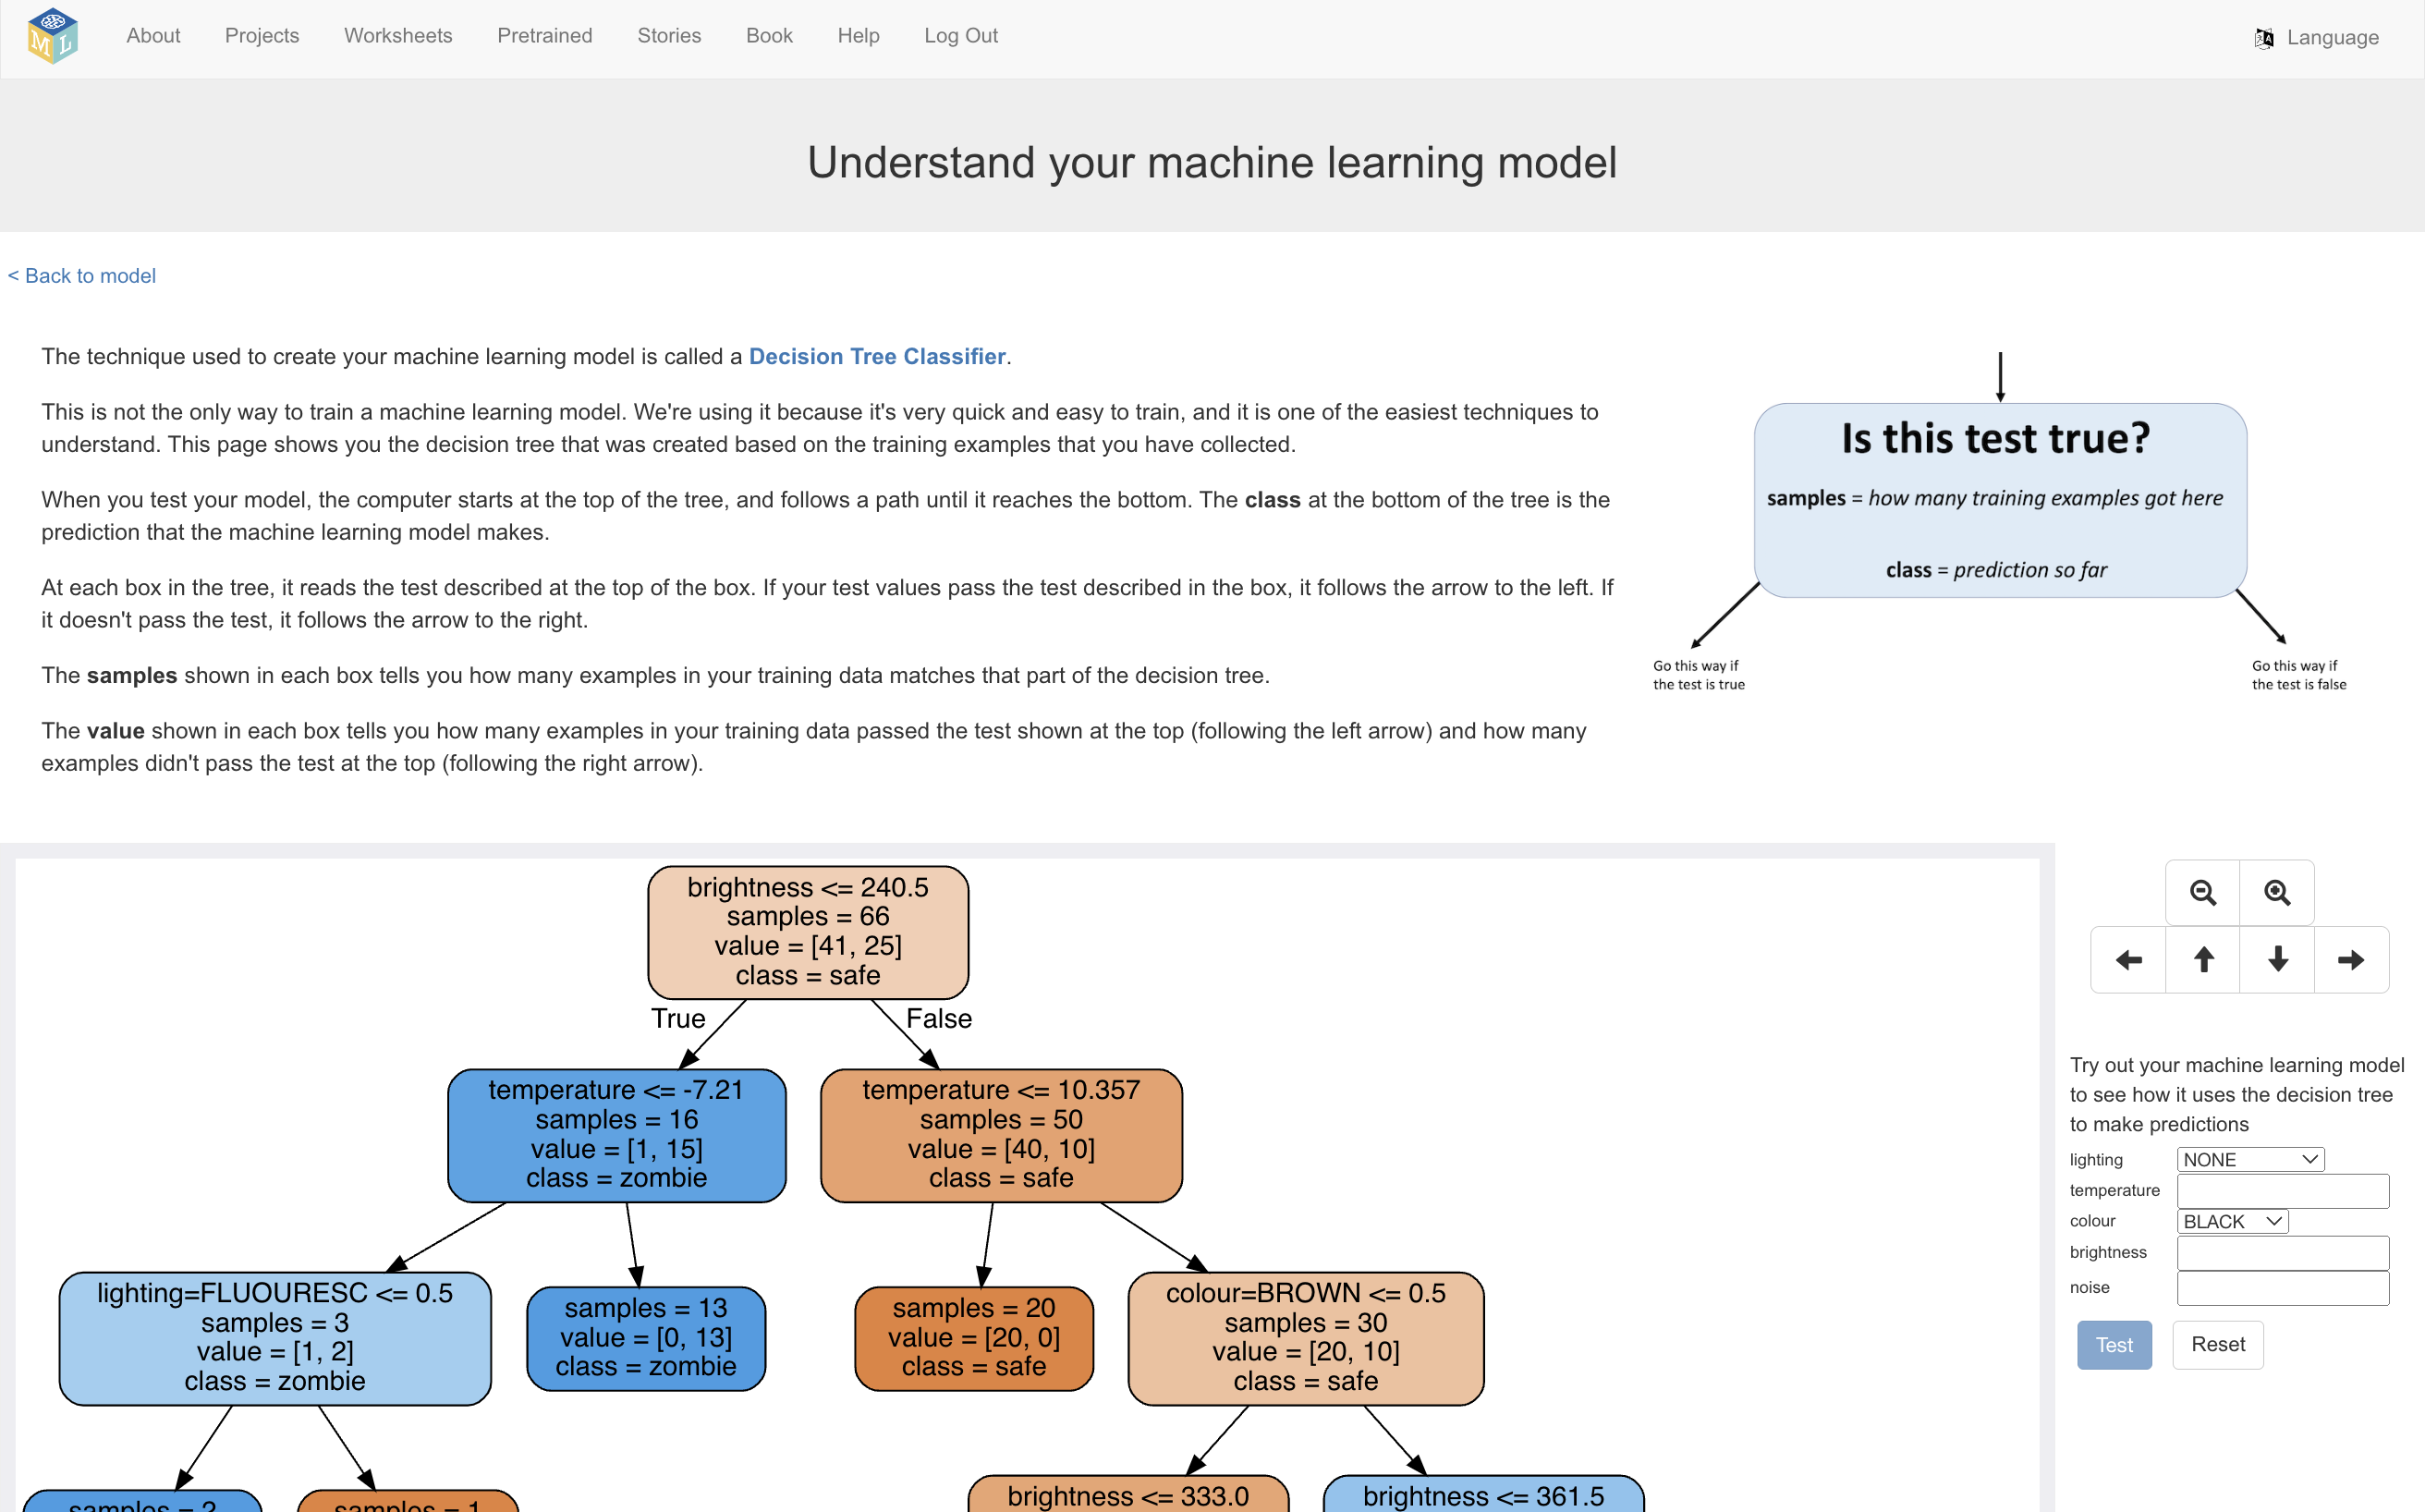 M L
About Projects Worksheets Pretrained Stories Book Help Log Out
Language
Understand your machine learning model
< Back to model
The technique used to create your machine learning model is called a Decision Tree Classifier.
This is not the only way to train a machine learning model. We're using it because it's very quick and easy to train, and it is one of the easiest techniques to
understand. This page shows you the decision tree that was created based on the training examples that you have collected.
When you test your model, the computer starts at the top of the tree, and follows a path until it reaches the bottom. The class at the bottom of the tree is the
prediction that the machine learning model makes.
At each box in the tree, it reads the test described at the top of the box. If your test values pass the test described in the box, it follows the arrow to the left. If
it doesn't pass the test, it follows the arrow to the right.
The samples shown in each box tells you how many examples in your training data matches that part of the decision tree.
The value shown in each box tells you how many examples in your training data passed the test shown at the top (following the left arrow) and how many
examples didn't pass the test at the top (following the right arrow).
Is this test true?
samples = how many training examples got here
class = prediction so far
Go this way if
the test is true
Go this way if
the test is false
brightness <= 240.5
samples = 66
value = [41, 25]
class = safe
True
False
temperature <= -7.21
samples = 16
value = [1, 15]
class = zombie
temperature <= 10.357
samples = 50
value = [40, 10]
class = safe
lighting=FLUOURESC <= 0.5
samples = 3
value = [1, 2]
class = zombie
samples = 13
value = [0, 13]
class = zombie
samples = 20
value = [20, 0]
class = safe
colour=BROWN <= 0.5
samples = 30
value = [20, 10]
class = safe
samples = 2
samples = 1
brightness <= 333.0
brightness <= 361.5
Try out your machine learning model
to see how it uses the decision tree
to make predictions
lighting NONE
temperature
colour BLACK
brightness
noise
Test Reset